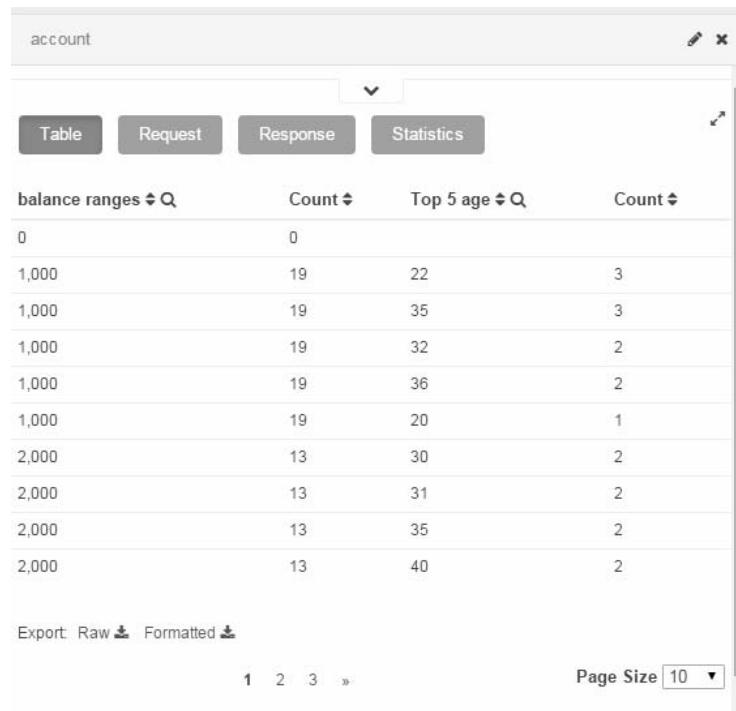 account
Table Request Response Statistics
balance ranges Count Top 5 age Count
0 0
1,000 19 22 3
1,000 19 35 3
1,000 19 32 2
1,000 19 36 2
1,000 19 20 1
2,000 13 30 2
2,000 13 31 2
2,000 13 35 2
2,000 13 40 2
Export: Raw Formatted
1 2 3 » Page Size 10